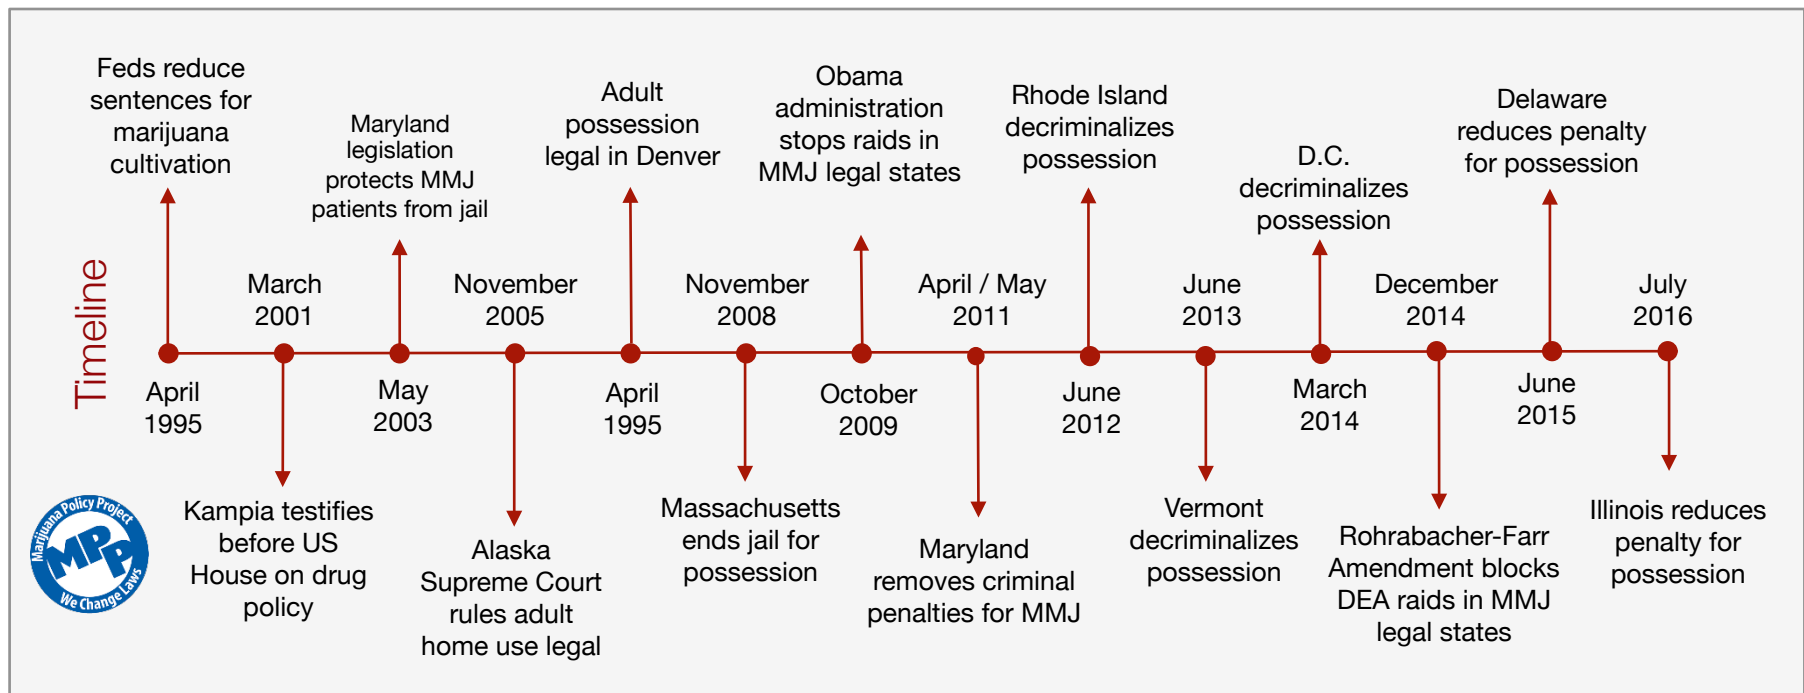 Timeline
Feds reduce
sentences for
marijuana
cultivation
April
1995
March
2001
Kampia testifies
before US
House on drug
policy
Maryland
legislation
protects MMJ
patients from jail
May
2003
November
2005
Alaska
Supreme Court
rules adult
home use legal
Adult
possession
legal in Denver
April
1995
November
2008
Massachusetts
ends jail for
possession
Obama
administration
stops raids in
MMJ legal states
October
2009
April / May
2011
Maryland
removes criminal
penalties for MMJ
Rhode Island
decriminalizes
possession
June
2012
June
2013
Vermont
decriminalizes
possession
D.C.
decriminalizes
possession
March
2014
December
2014
Rohrabacher-Farr
Amendment blocks
DEA raids in MMJ
legal states
Delaware
reduces penalty
for possession
June
2015
July
2016
Illinois reduces
penalty for
possession
Marijuana Policy Project
MPP
We Change Laws